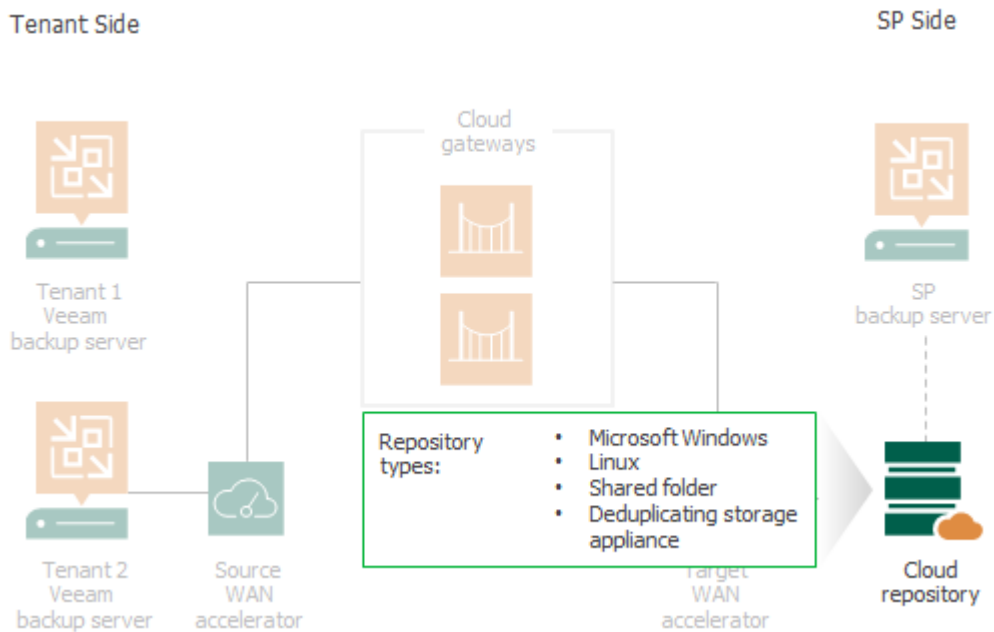 Tenant Side
SP Side
Cloud
gateways
Tenant 1
Veeam
backup server
SP
backup server
Repository
types:
• Microsoft Windows
• Linux
• Shared folder
• Deduplicating storage
appliance
Tenant 2
Veeam
backup server
Source
WAN
accelerator
Target
WAN
accelerator
Cloud
repository